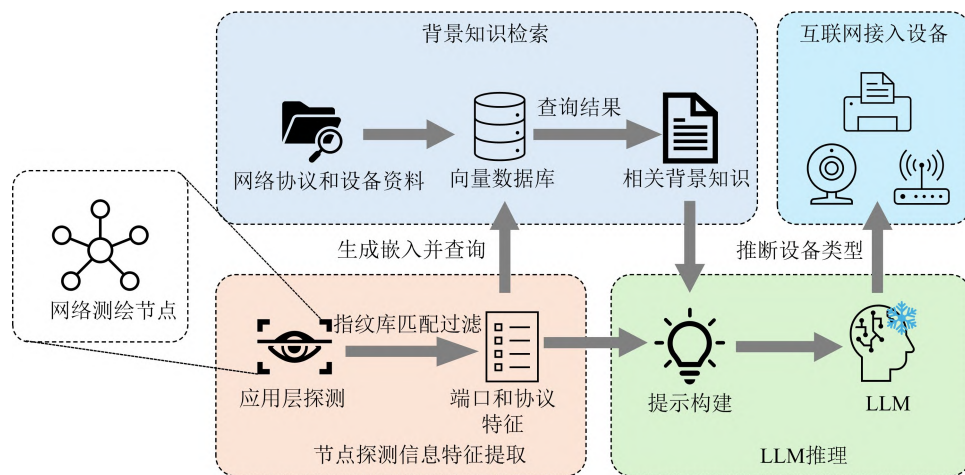 背景知识检索
互联网接入设备
查询结果
网络协议和设备资料
向量数据库
相关背景知识
生成嵌入并查询
推断设备类型
网络测绘节点
指纹库匹配过滤
应用层探测
端口和协议
特征
提示构建
LLM
节点探测信息特征提取
LLM推理